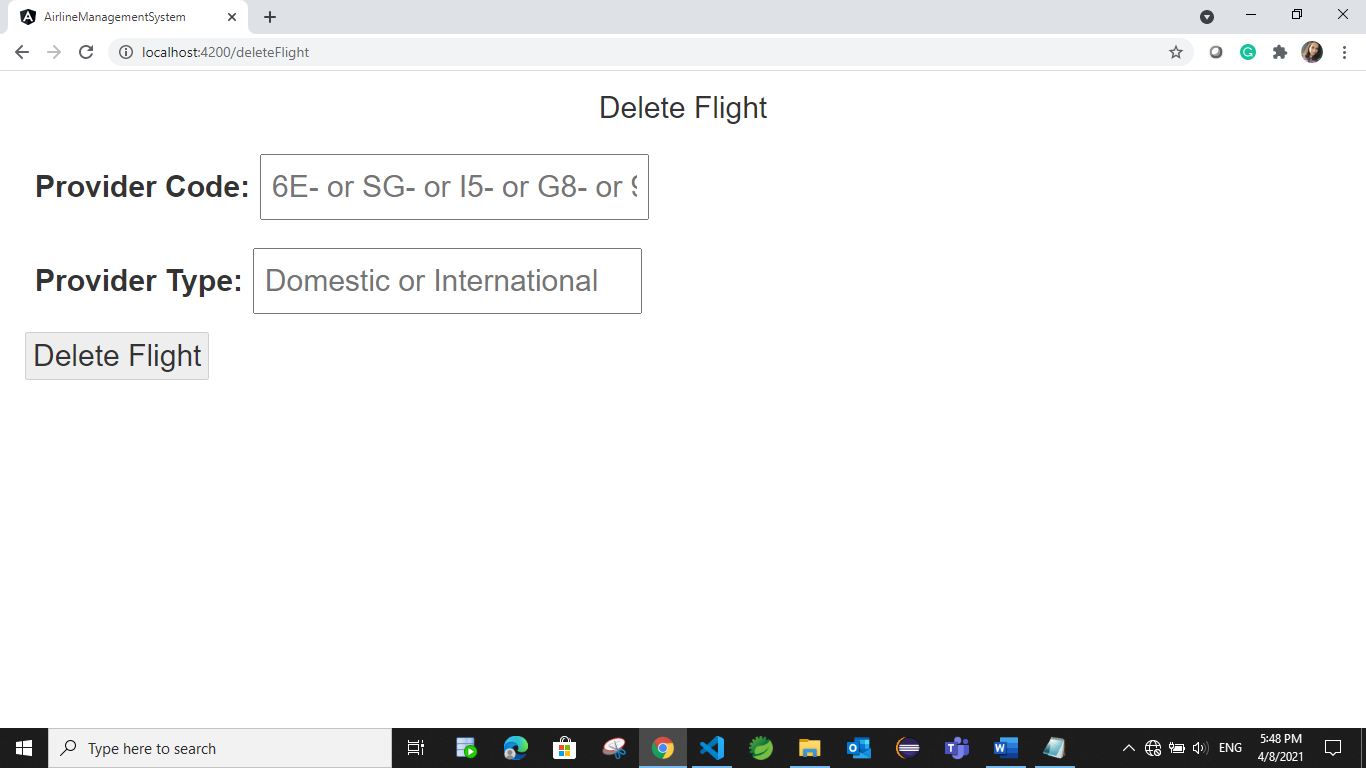 AirlineManagementSystem
localhost:4200/deleteFlight
Delete Flight
Provider Code: 6E- or SG- or I5- or G8- or
Provider Type: Domestic or International
Delete Flight
Type here to search
ENG
5:48 PM
4/8/2021